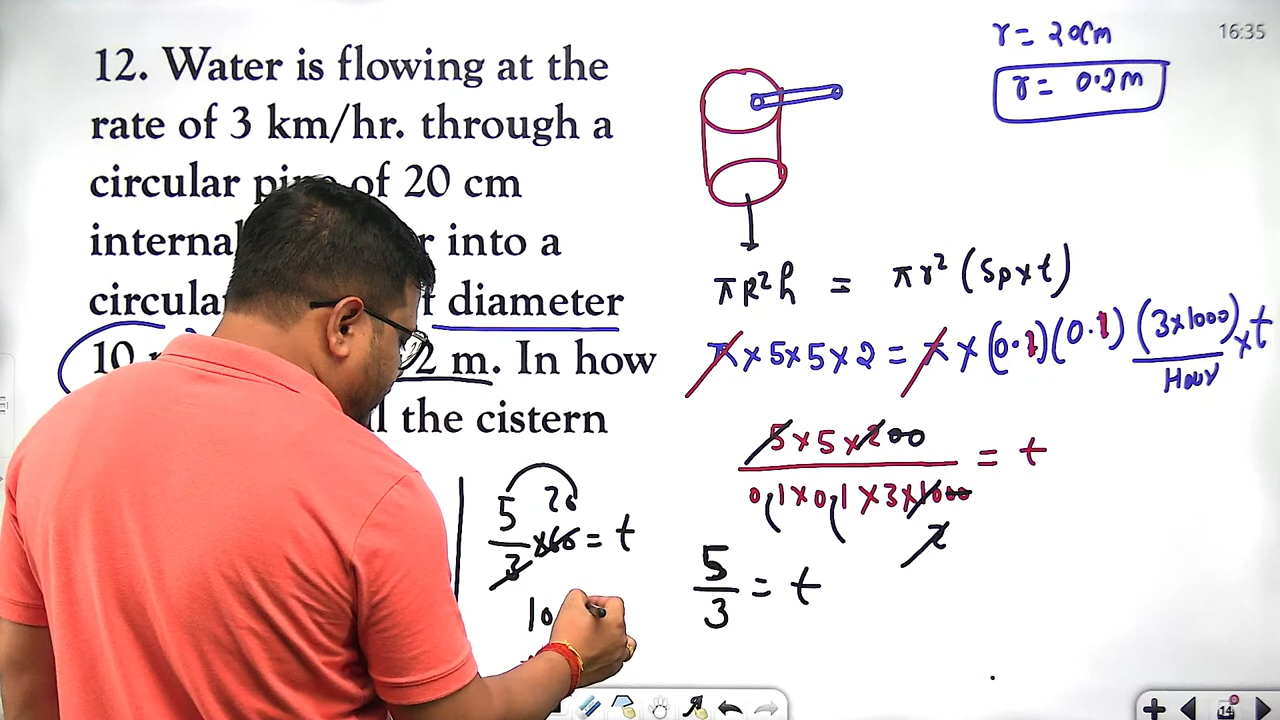 12. Water is flowing at the
rate of 3 km/hr. through a
circular pipe of 20 cm
internal into a
diameter
10 2 m. In how
the cistern
r = 20cm
r = 0.2m
16:35
πR²h = πr² (Sp×t)
π×5×5×2 = π×(0.1)(0.1) (3×1000)/Hour ×t
5×5×200 / 0.1×0.1×3×1000 = t
2
5/3 = t
20
5/3 ×60 = t
10
14